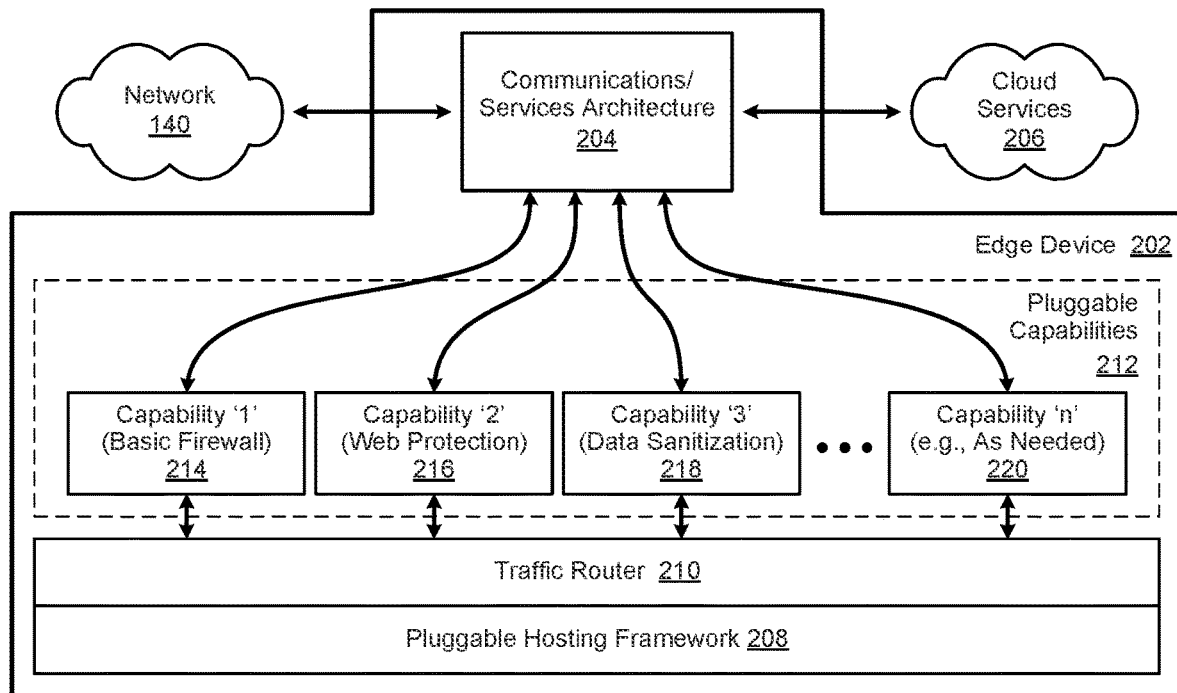 Network
140
Communications/
Services Architecture
204
Cloud
Services
206
Edge Device 202
Pluggable
Capabilities
212
Capability ‘1’
(Basic Firewall)
214
Capability ‘2’
(Web Protection)
216
Capability ‘3’
(Data Sanitization)
218
Capability ‘n’
(e.g., As Needed)
220
Traffic Router 210
Pluggable Hosting Framework 208